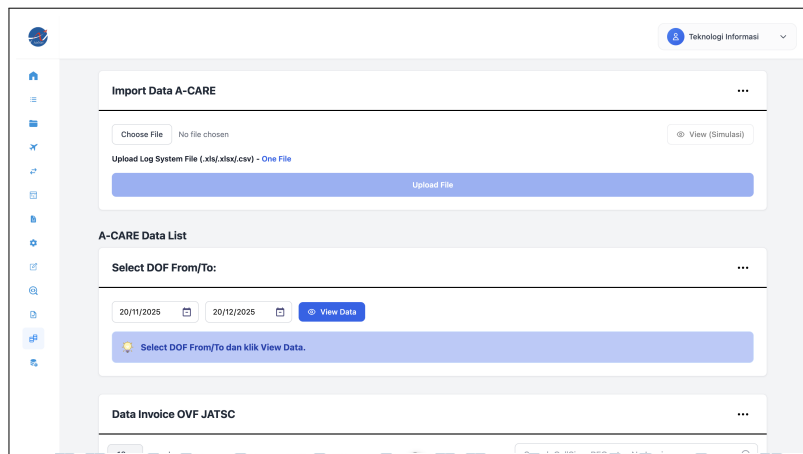 Teknologi Informasi
Import Data A-CARE
Choose File No file chosen
View (Simulasi)
Upload Log System File (.xls/.xlsx/.csv) - One File
Upload File
A-CARE Data List
Select DOF From/To:
20/11/2025 20/12/2025 View Data
Select DOF From/To dan klik View Data.
Data Invoice OVF JATSC